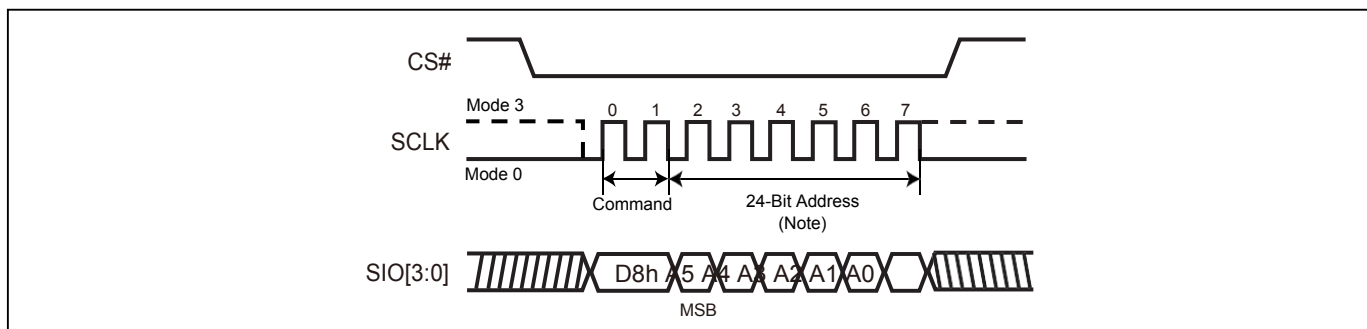 CS#
Mode 3
0 1 2 3 4 5 6 7
SCLK
Mode 0
Command
24-Bit Address
(Note)
SIO[3:0]
D8h A5 A4 A3 A2 A1 A0
MSB